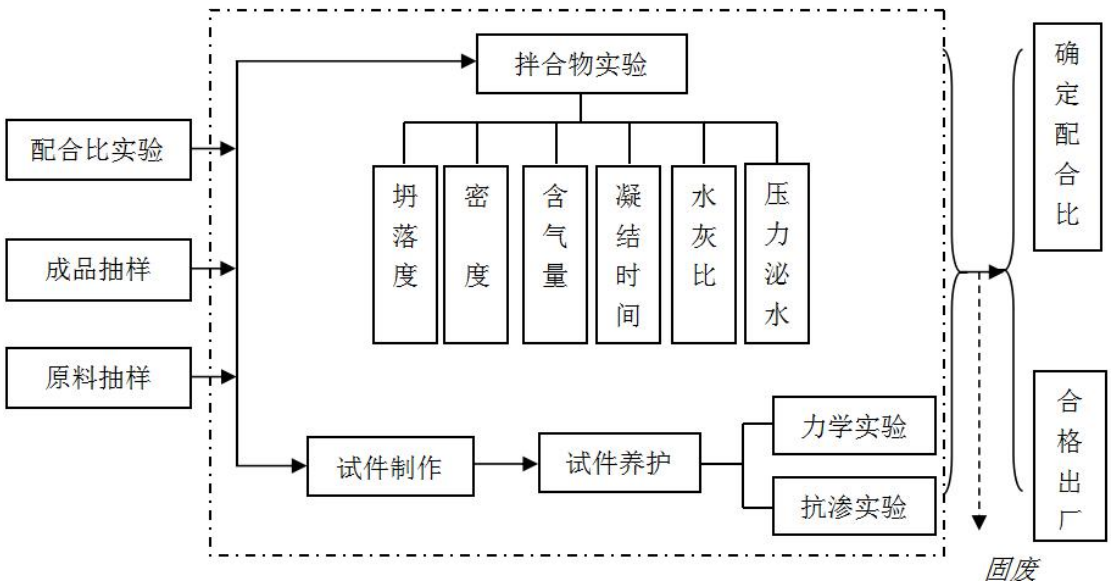 拌合物实验
配合比实验
成品抽样
原料抽样
坍落度
密度
含气量
凝结时间
水灰比
压力泌水
试件制作
试件养护
力学实验
抗渗实验
确定配合比
合格出厂
固废